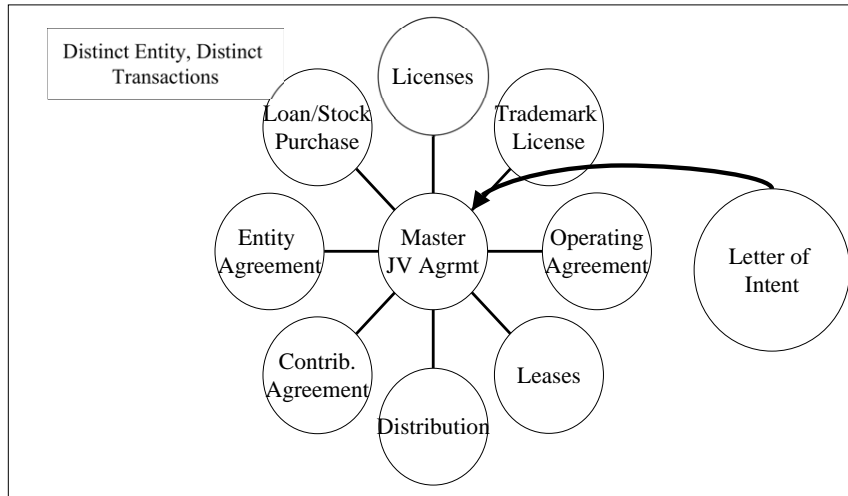 Distinct Entity, Distinct
Transactions
Licenses
Loan/Stock
Purchase
Trademark
License
Entity
Agreement
Master
JV Agrmt
Operating
Agreement
Letter of
Intent
Contrib.
Agreement
Leases
Distribution